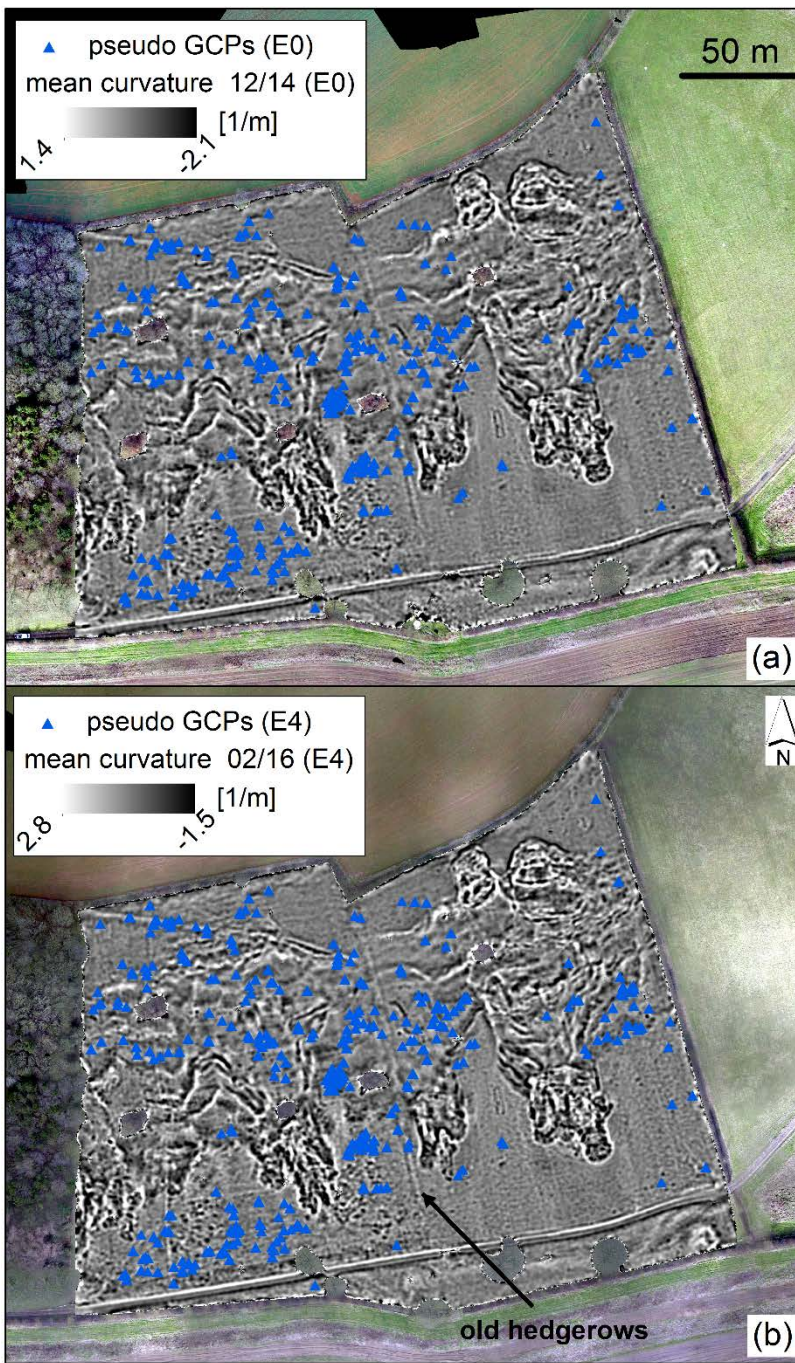 pseudo GCPs (E0)
mean curvature 12/14 (E0)
[1/m]
1.4
-2.1
50 m
(a)
pseudo GCPs (E4)
mean curvature 02/16 (E4)
[1/m]
2.8
-1.5
N
old hedgerows
(b)